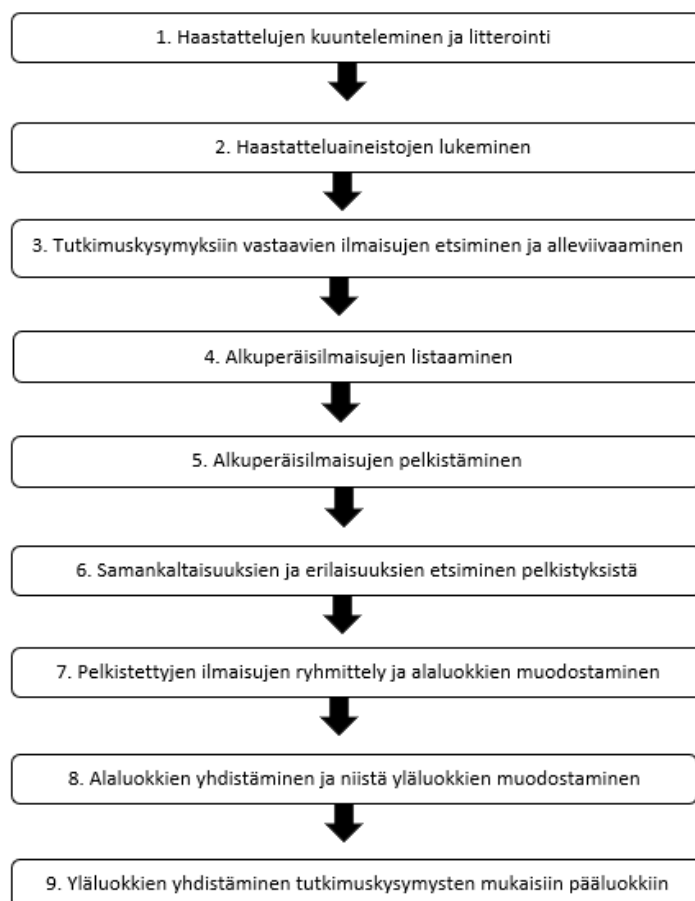 1. Haastattelujen kuunteleminen ja litterointi
2. Haastatteluaineistojen lukeminen
3. Tutkimuskysymyksiin vastaavien ilmaisujen etsiminen ja alleviivaaminen
4. Alkuperäisilmaisujen listaaminen
5. Alkuperäisilmaisujen pelkistäminen
6. Samankaltaisuuksien ja erilaisuuksien etsiminen pelkistyksistä
7. Pelkistettyjen ilmaisujen ryhmittely ja alaluokkien muodostaminen
8. Alaluokkien yhdistäminen ja niistä yläluokkien muodostaminen
9. Yläluokkien yhdistäminen tutkimuskysymysten mukaisiin pääluokkiin